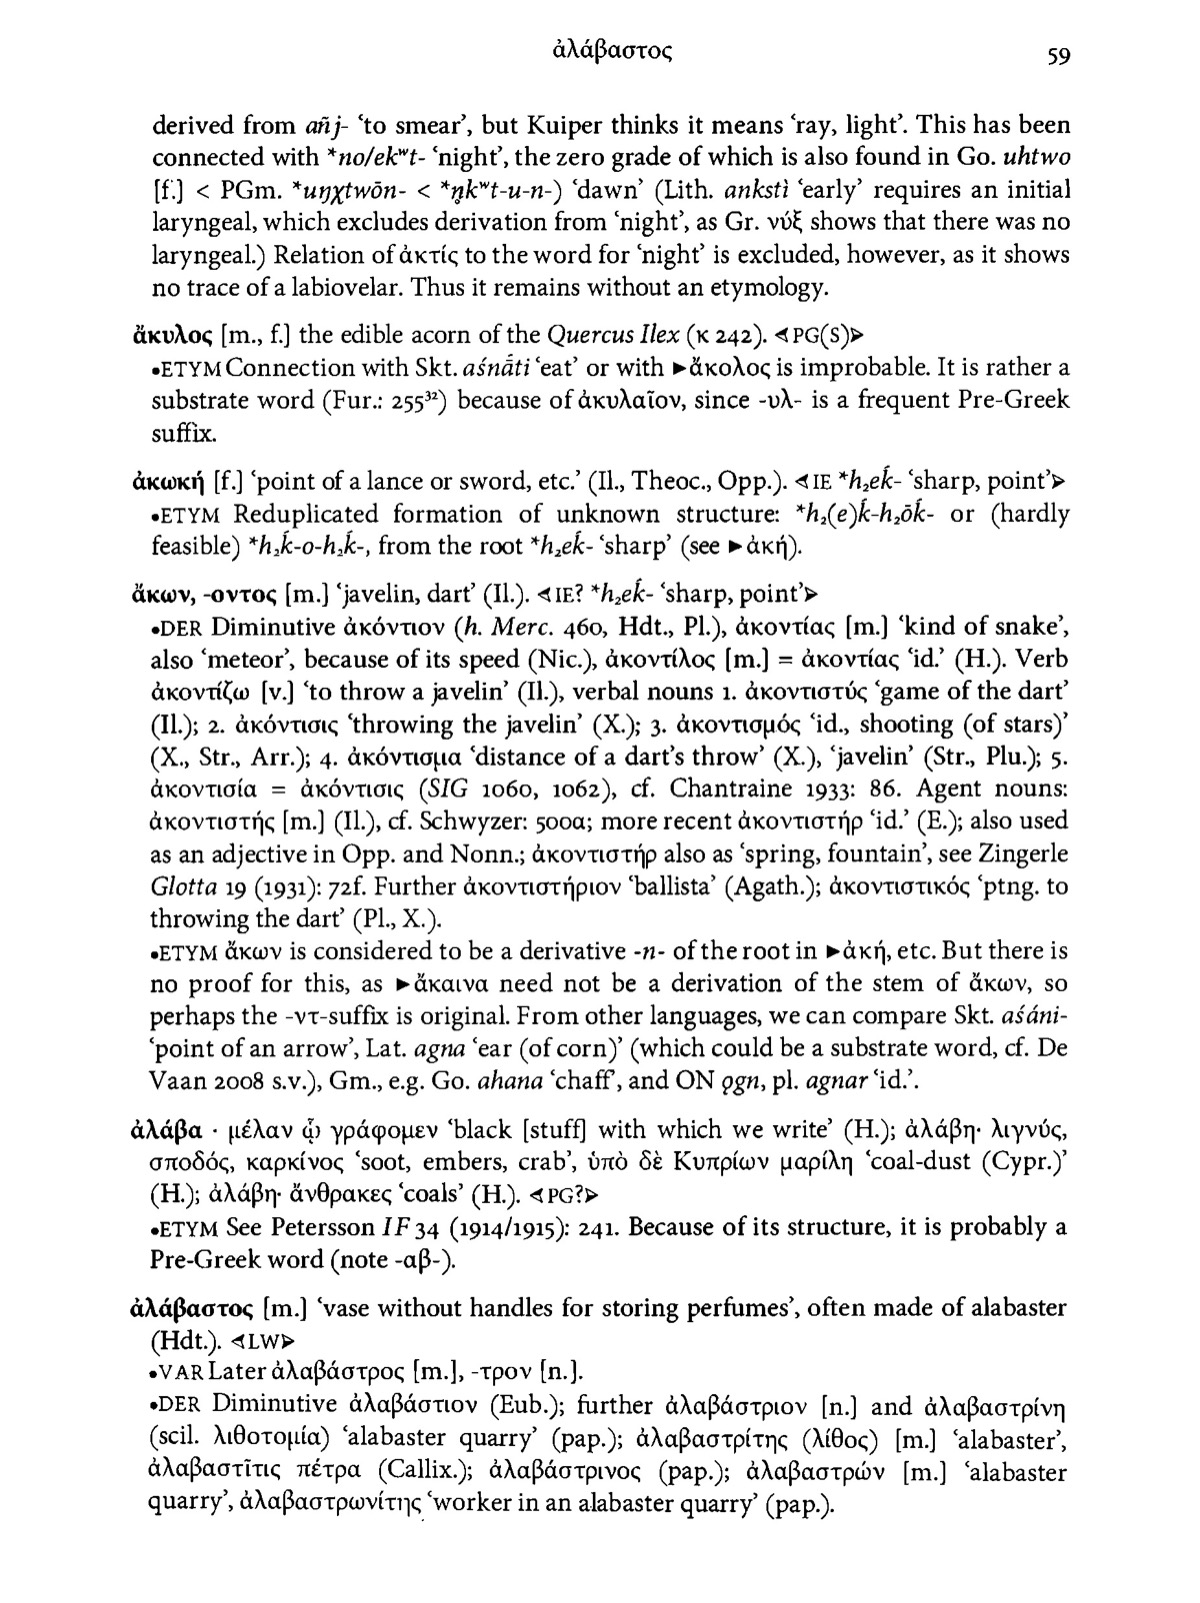 ἀλάβαστος 59
derived from añj- ‘to smear’, but Kuiper thinks it means ‘ray, light’. This has been
connected with *no/ekʷt- ‘night’, the zero grade of which is also found in Go. uhtwo
[f.] < PGm. *uŋχtwōn- < *n̥kʷt-u-n-) ‘dawn’ (Lith. ankstì ‘early’ requires an initial
laryngeal, which excludes derivation from ‘night’, as Gr. νύξ shows that there was no
laryngeal.) Relation of ἀκτίς to the word for ‘night’ is excluded, however, as it shows
no trace of a labiovelar. Thus it remains without an etymology.
ἄκυλος [m., f.] the edible acorn of the Quercus Ilex (κ 242). ⊲PG(S)⊳
•ETYM Connection with Skt. aśnā́ti ‘eat’ or with ►ἄκολος is improbable. It is rather a
substrate word (Fur.: 255³²) because of ἀκυλαῖον, since -υλ- is a frequent Pre-Greek
suffix.
ἀκωκή [f.] ‘point of a lance or sword, etc.’ (Il., Theoc., Opp.). ⊲IE *h₂eḱ- ‘sharp, point’⊳
•ETYM Reduplicated formation of unknown structure: *h₂(e)ḱ-h₂ōḱ- or (hardly
feasible) *h₂ḱ-o-h₂ḱ-, from the root *h₂eḱ- ‘sharp’ (see ►ἀκή).
ἄκων, -οντος [m.] ‘javelin, dart’ (Il.). ⊲IE? *h₂eḱ- ‘sharp, point’⊳
•DER Diminutive ἀκόντιον (h. Merc. 460, Hdt., Pl.), ἀκοντίας [m.] ‘kind of snake’,
also ‘meteor’, because of its speed (Nic.), ἀκοντίλος [m.] = ἀκοντίας ‘id.’ (H.). Verb
ἀκοντίζω [v.] ‘to throw a javelin’ (Il.), verbal nouns 1. ἀκοντιστύς ‘game of the dart’
(Il.); 2. ἀκόντισις ‘throwing the javelin’ (X.); 3. ἀκοντισμός ‘id., shooting (of stars)’
(X., Str., Arr.); 4. ἀκόντισμα ‘distance of a dart’s throw’ (X.), ‘javelin’ (Str., Plu.); 5.
ἀκοντισία = ἀκόντισις (SIG 1060, 1062), cf. Chantraine 1933: 86. Agent nouns:
ἀκοντιστής [m.] (Il.), cf. Schwyzer: 500α; more recent ἀκοντιστήρ ‘id.’ (E.); also used
as an adjective in Opp. and Nonn.; ἀκοντιστήρ also as ‘spring, fountain’, see Zingerle
Glotta 19 (1931): 72f. Further ἀκοντιστήριον ‘ballista’ (Agath.); ἀκοντιστικός ‘ptng. to
throwing the dart’ (Pl., X.).
•ETYM ἄκων is considered to be a derivative -n- of the root in ►ἀκή, etc. But there is
no proof for this, as ►ἄκαινα need not be a derivation of the stem of ἄκων, so
perhaps the -ντ-suffix is original. From other languages, we can compare Skt. aśáni-
‘point of an arrow’, Lat. agna ‘ear (of corn)’ (which could be a substrate word, cf. De
Vaan 2008 s.v.), Gm., e.g. Go. ahana ‘chaff’, and ON ǫgn, pl. agnar ‘id.’.
ἀλάβα · μέλαν ᾧ γράφομεν ‘black [stuff] with which we write’ (H.); ἀλάβη· λιγνύς,
σποδός, καρκίνος ‘soot, embers, crab’, ὑπὸ δὲ Κυπρίων μαρίλη ‘coal-dust (Cypr.)’
(H.); ἀλάβη· ἄνθρακες ‘coals’ (H.). ⊲PG?⊳
•ETYM See Petersson IF 34 (1914/1915): 241. Because of its structure, it is probably a
Pre-Greek word (note -αβ-).
ἀλάβαστος [m.] ‘vase without handles for storing perfumes’, often made of alabaster
(Hdt.). ⊲LW⊳
•VAR Later ἀλαβάστρος [m.], -τρον [n.].
•DER Diminutive ἀλαβάστιον (Eub.); further ἀλαβάστριον [n.] and ἀλαβαστρίνη
(scil. λιθοτομία) ‘alabaster quarry’ (pap.); ἀλαβαστρίτης (λίθος) [m.] ‘alabaster’,
ἀλαβαστῖτις πέτρα (Callix.); ἀλαβάστρινος (pap.); ἀλαβαστρών [m.] ‘alabaster
quarry’, ἀλαβαστρωνίτης ‘worker in an alabaster quarry’ (pap.).